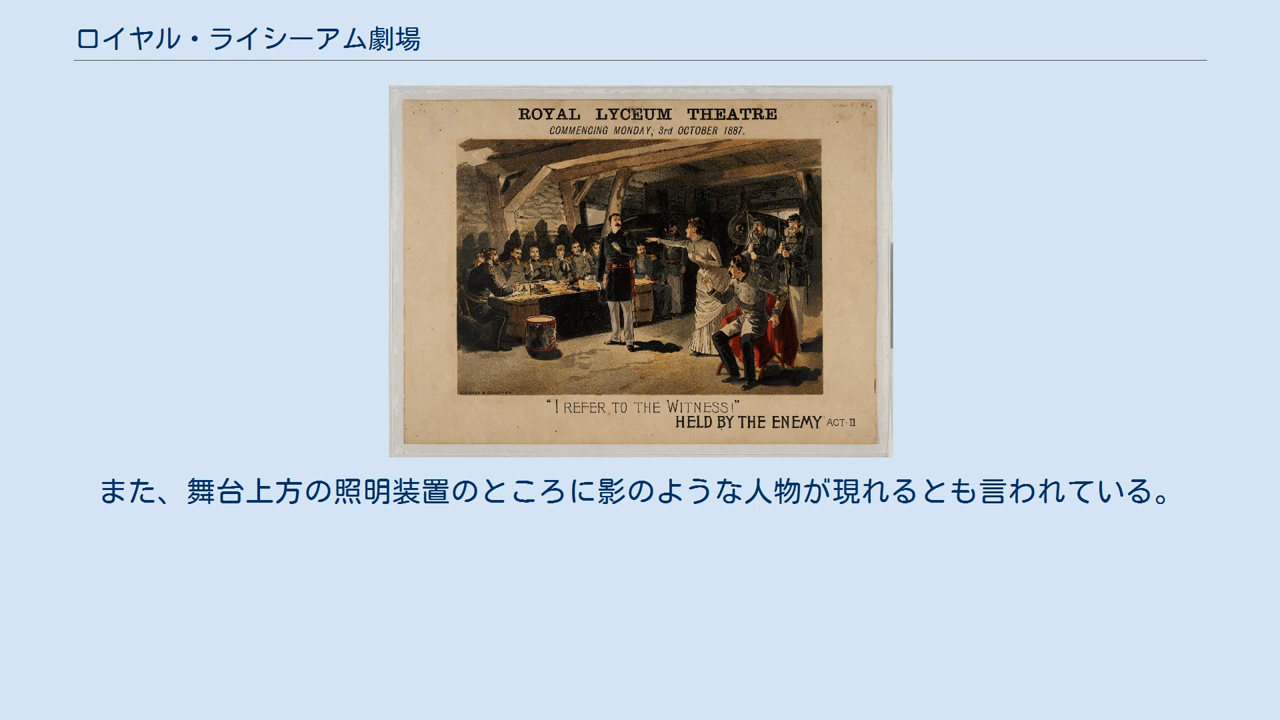 ロイヤル・ライシーアム劇場
ROYAL LYCEUM THEATRE
COMMENCING MONDAY, 3rd OCTOBER 1887.
"I REFER TO THE WITNESS!"
HELD BY THE ENEMY ACT·II
また、舞台上方の照明装置のところに影のような人物が現れるとも言われている。